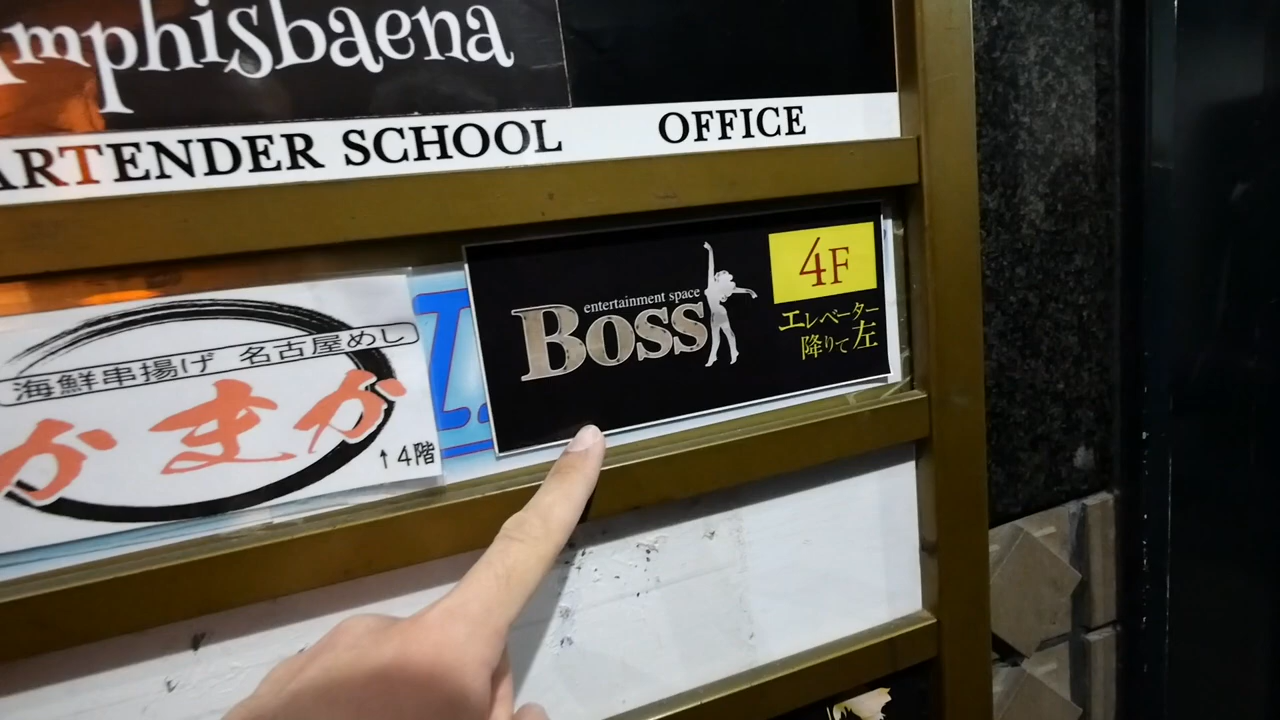 mphisbaena
ARTENDER SCHOOL OFFICE
海鮮串揚げ 名古屋めし
かまか
↑4階
entertainment space
Boss
4F
エレベーター
降りて左